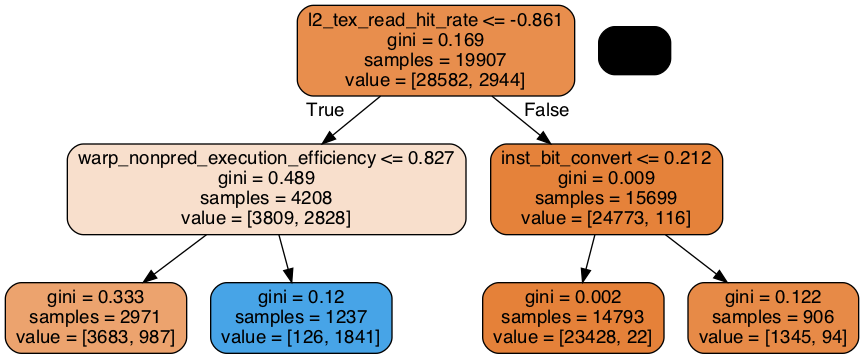 l2_tex_read_hit_rate <= -0.861
gini = 0.169
samples = 19907
value = [28582, 2944]
True
False
warp_nonpred_execution_efficiency <= 0.827
gini = 0.489
samples = 4208
value = [3809, 2828]
inst_bit_convert <= 0.212
gini = 0.009
samples = 15699
value = [24773, 116]
gini = 0.333
samples = 2971
value = [3683, 987]
gini = 0.12
samples = 1237
value = [126, 1841]
gini = 0.002
samples = 14793
value = [23428, 22]
gini = 0.122
samples = 906
value = [1345, 94]